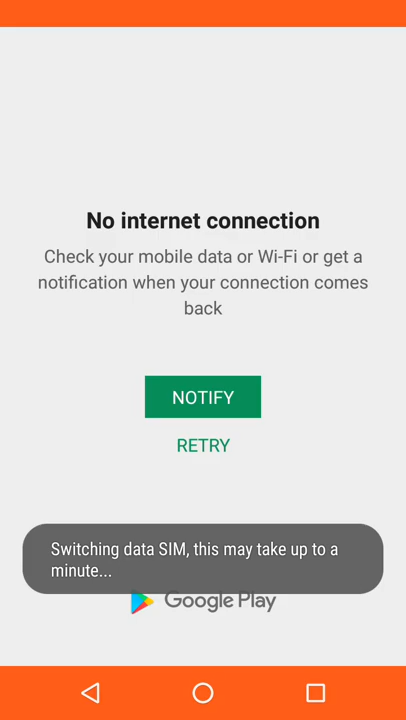 No internet connection
Check your mobile data or Wi-Fi or get a
notification when your connection comes
back
NOTIFY
RETRY
Switching data SIM, this may take up to a
minute...
Google Play